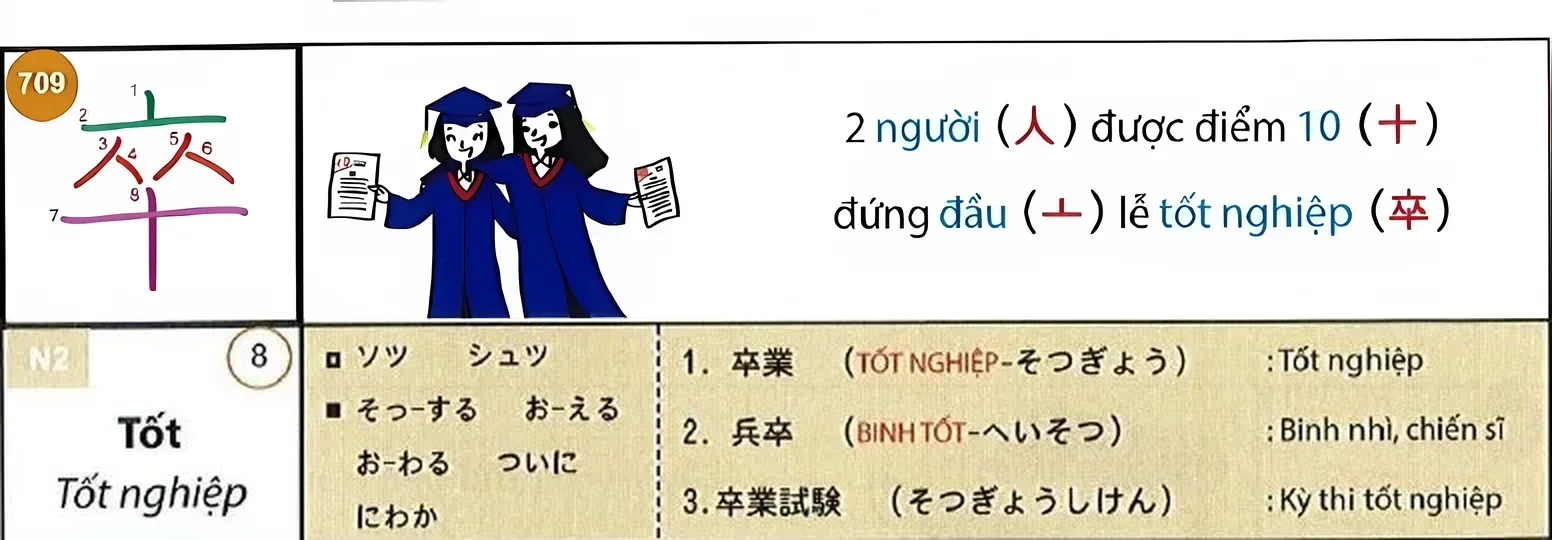 709
1
2
3 4 5 6
9
7
10
2 người (人) được điểm 10 (十)
đứng đầu (亠) lễ tốt nghiệp (卒)
N2
8
Tốt
Tốt nghiệp
ソツ シュツ
そっ-する お-える
お-わる ついに
にわか
1. 卒業 (TỐT NGHIỆP-そつぎょう) : Tốt nghiệp
2. 兵卒 (BINH TỐT-へいそつ) : Binh nhì, chiến sĩ
3. 卒業試験 (そつぎょうしけん) : Kỳ thi tốt nghiệp